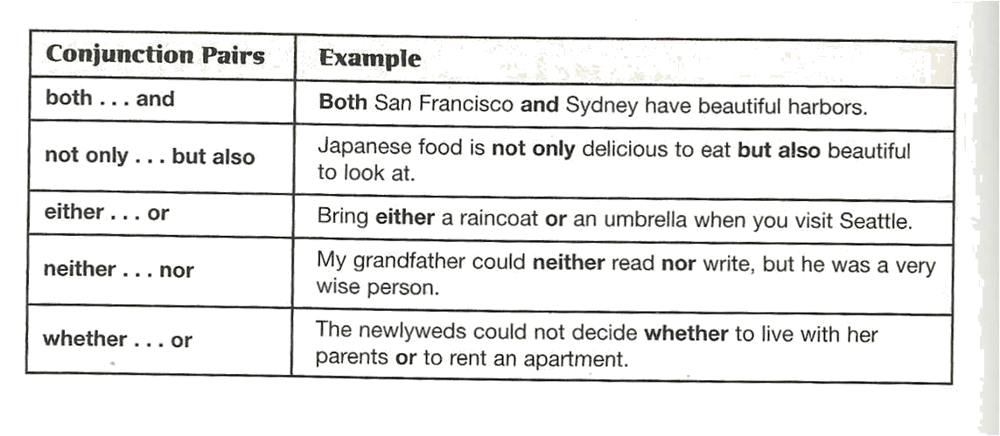 Conjunction Pairs Example
both . . . and Both San Francisco and Sydney have beautiful harbors.
not only . . . but also Japanese food is not only delicious to eat but also beautiful
to look at.
either . . . or Bring either a raincoat or an umbrella when you visit Seattle.
neither . . . nor My grandfather could neither read nor write, but he was a very
wise person.
whether . . . or The newlyweds could not decide whether to live with her
parents or to rent an apartment.